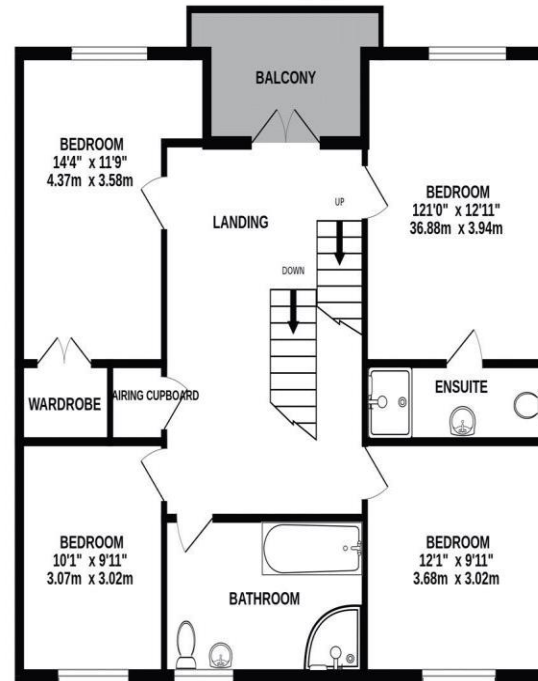 BALCONY
BEDROOM
14'4" x 11'9"
4.37m x 3.58m
BEDROOM
121'0" x 12'11"
36.88m x 3.94m
UP
LANDING
DOWN
WARDROBE
AIRING CUPBOARD
ENSUITE
BEDROOM
10'1" x 9'11"
3.07m x 3.02m
BATHROOM
BEDROOM
12'1" x 9'11"
3.68m x 3.02m